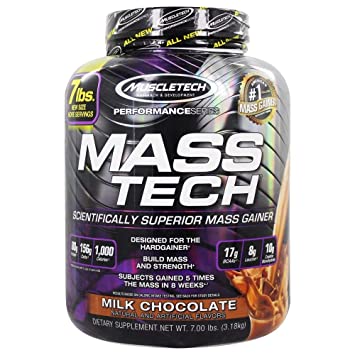 ALL NEW
7 lbs.
NEW SIZE
MORE SERVINGS
MUSCLETECH
RESEARCH & DEVELOPMENT
PERFORMANCE SERIES
#1
MASS GAINER
MASS
TECH
SCIENTIFICALLY SUPERIOR MASS GAINER
80g 156g 1,000
DESIGNED FOR THE
HARDGAINER
BUILD MASS
AND STRENGTH
SUBJECTS GAINED 5 TIMES
THE MASS IN 8 WEEKS
17g 8g 10g
MILK CHOCOLATE
NATURAL AND ARTIFICIAL FLAVORS
DIETARY SUPPLEMENT NET WT. 7.00 lbs. (3.18kg)